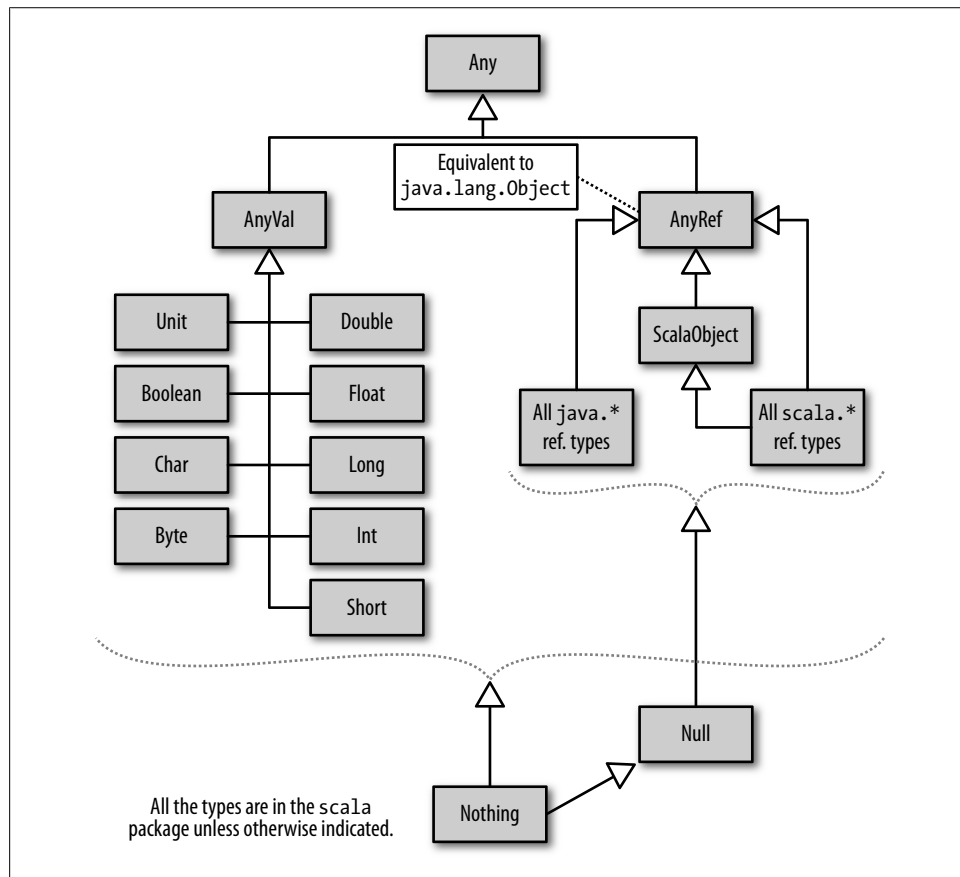 Any
Equivalent to
java.lang.Object
AnyVal
AnyRef
Unit
Double
ScalaObject
Boolean
Float
All java.*
ref. types
All scala.*
ref. types
Char
Long
Byte
Int
Short
Null
All the types are in the scala
package unless otherwise indicated.
Nothing